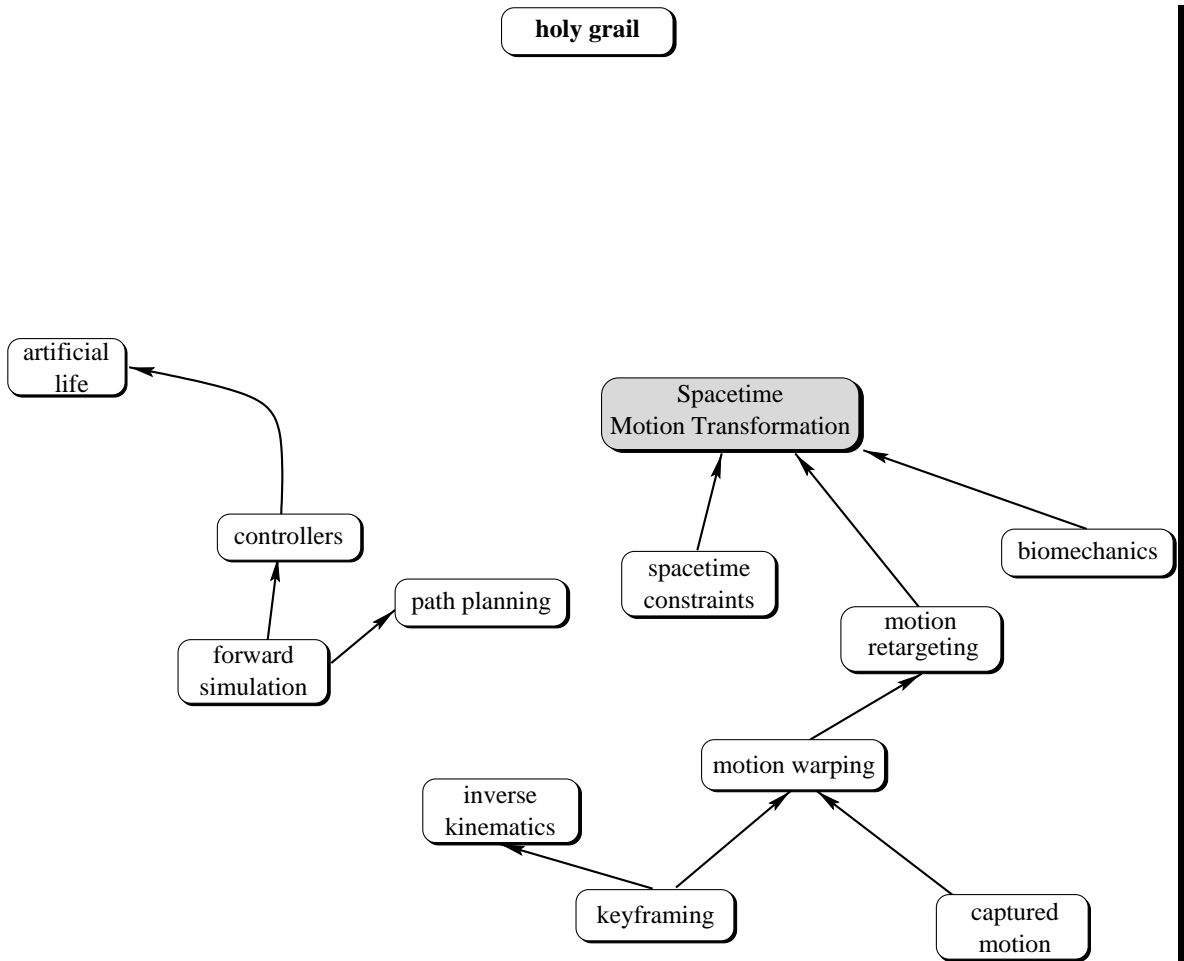 holy grail
artificial
life
Spacetime
Motion Transformation
controllers
biomechanics
spacetime
constraints
path planning
motion
retargeting
forward
simulation
motion warping
inverse
kinematics
keyframing
captured
motion